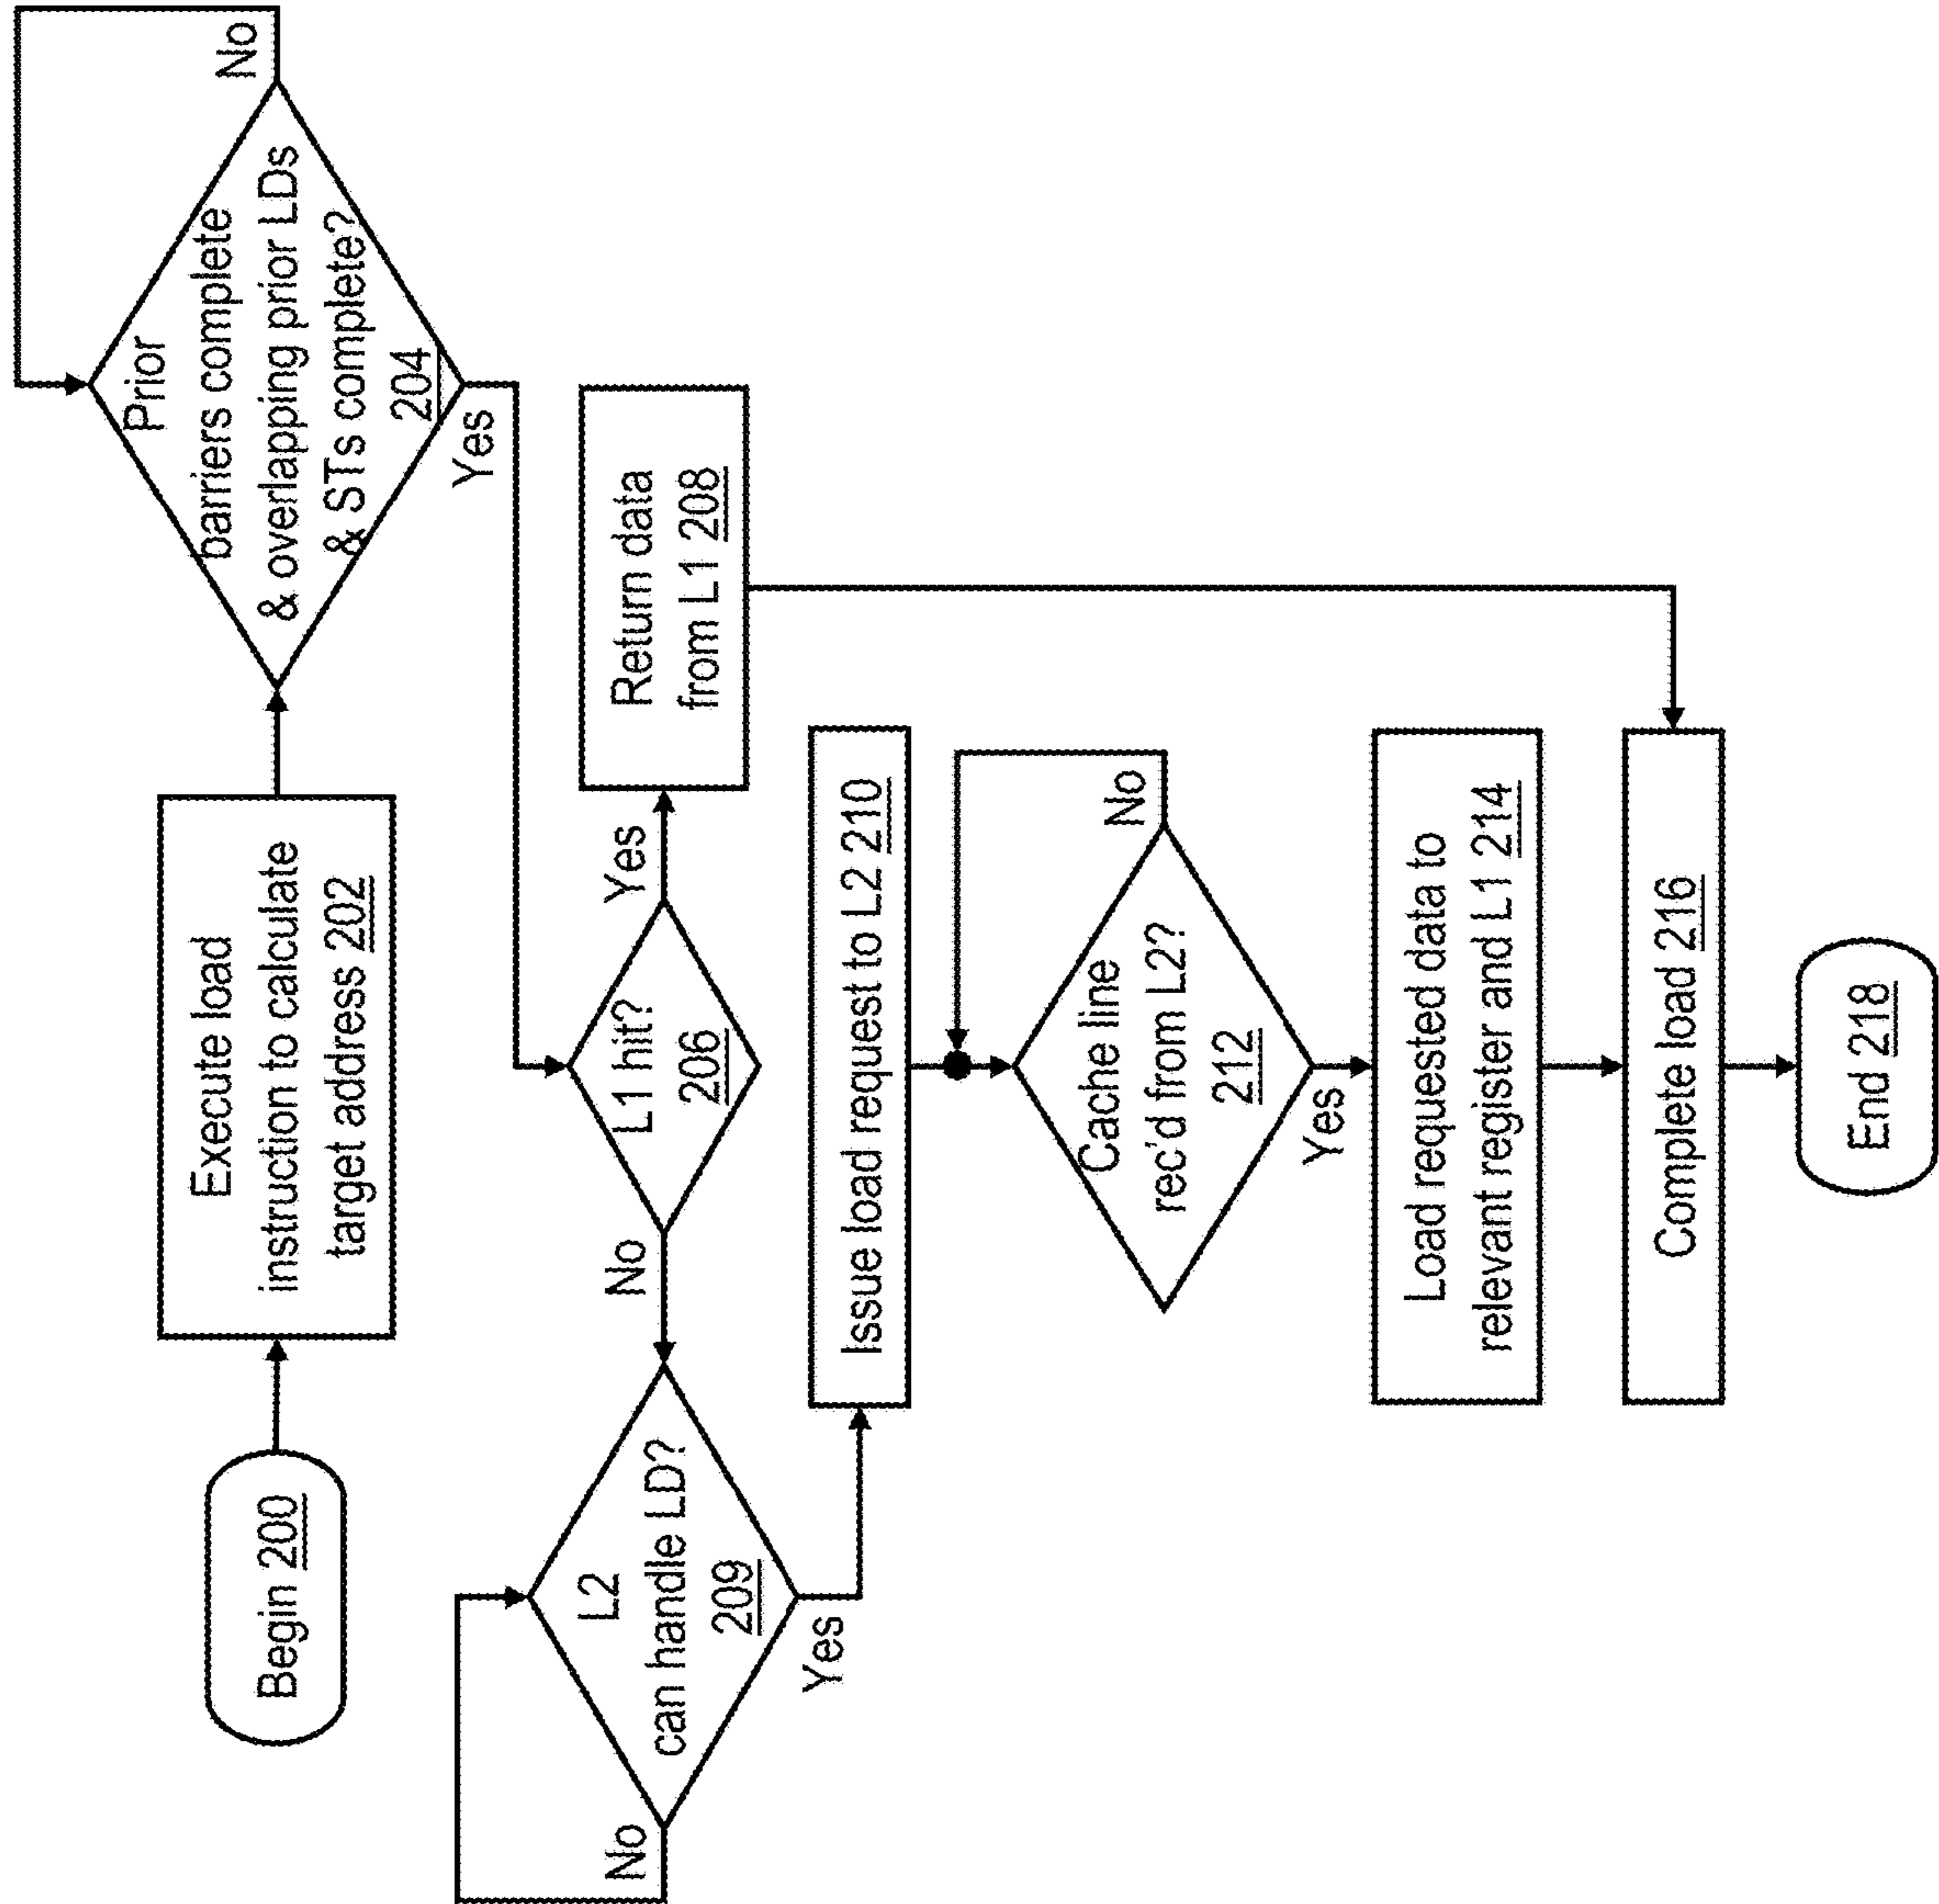 Begin 200
Execute load
instruction to calculate
target address 202
Prior
barriers complete
& overlapping prior LDs
& STs complete?
204
No
Yes
L1 hit?
206
Yes
Return data
from L1 208
No
L2
can handle LD?
209
No
Yes
Issue load request to L2 210
Cache line
rec'd from L2?
212
No
Yes
Load requested data to
relevant register and L1 214
Complete load 216
End 218